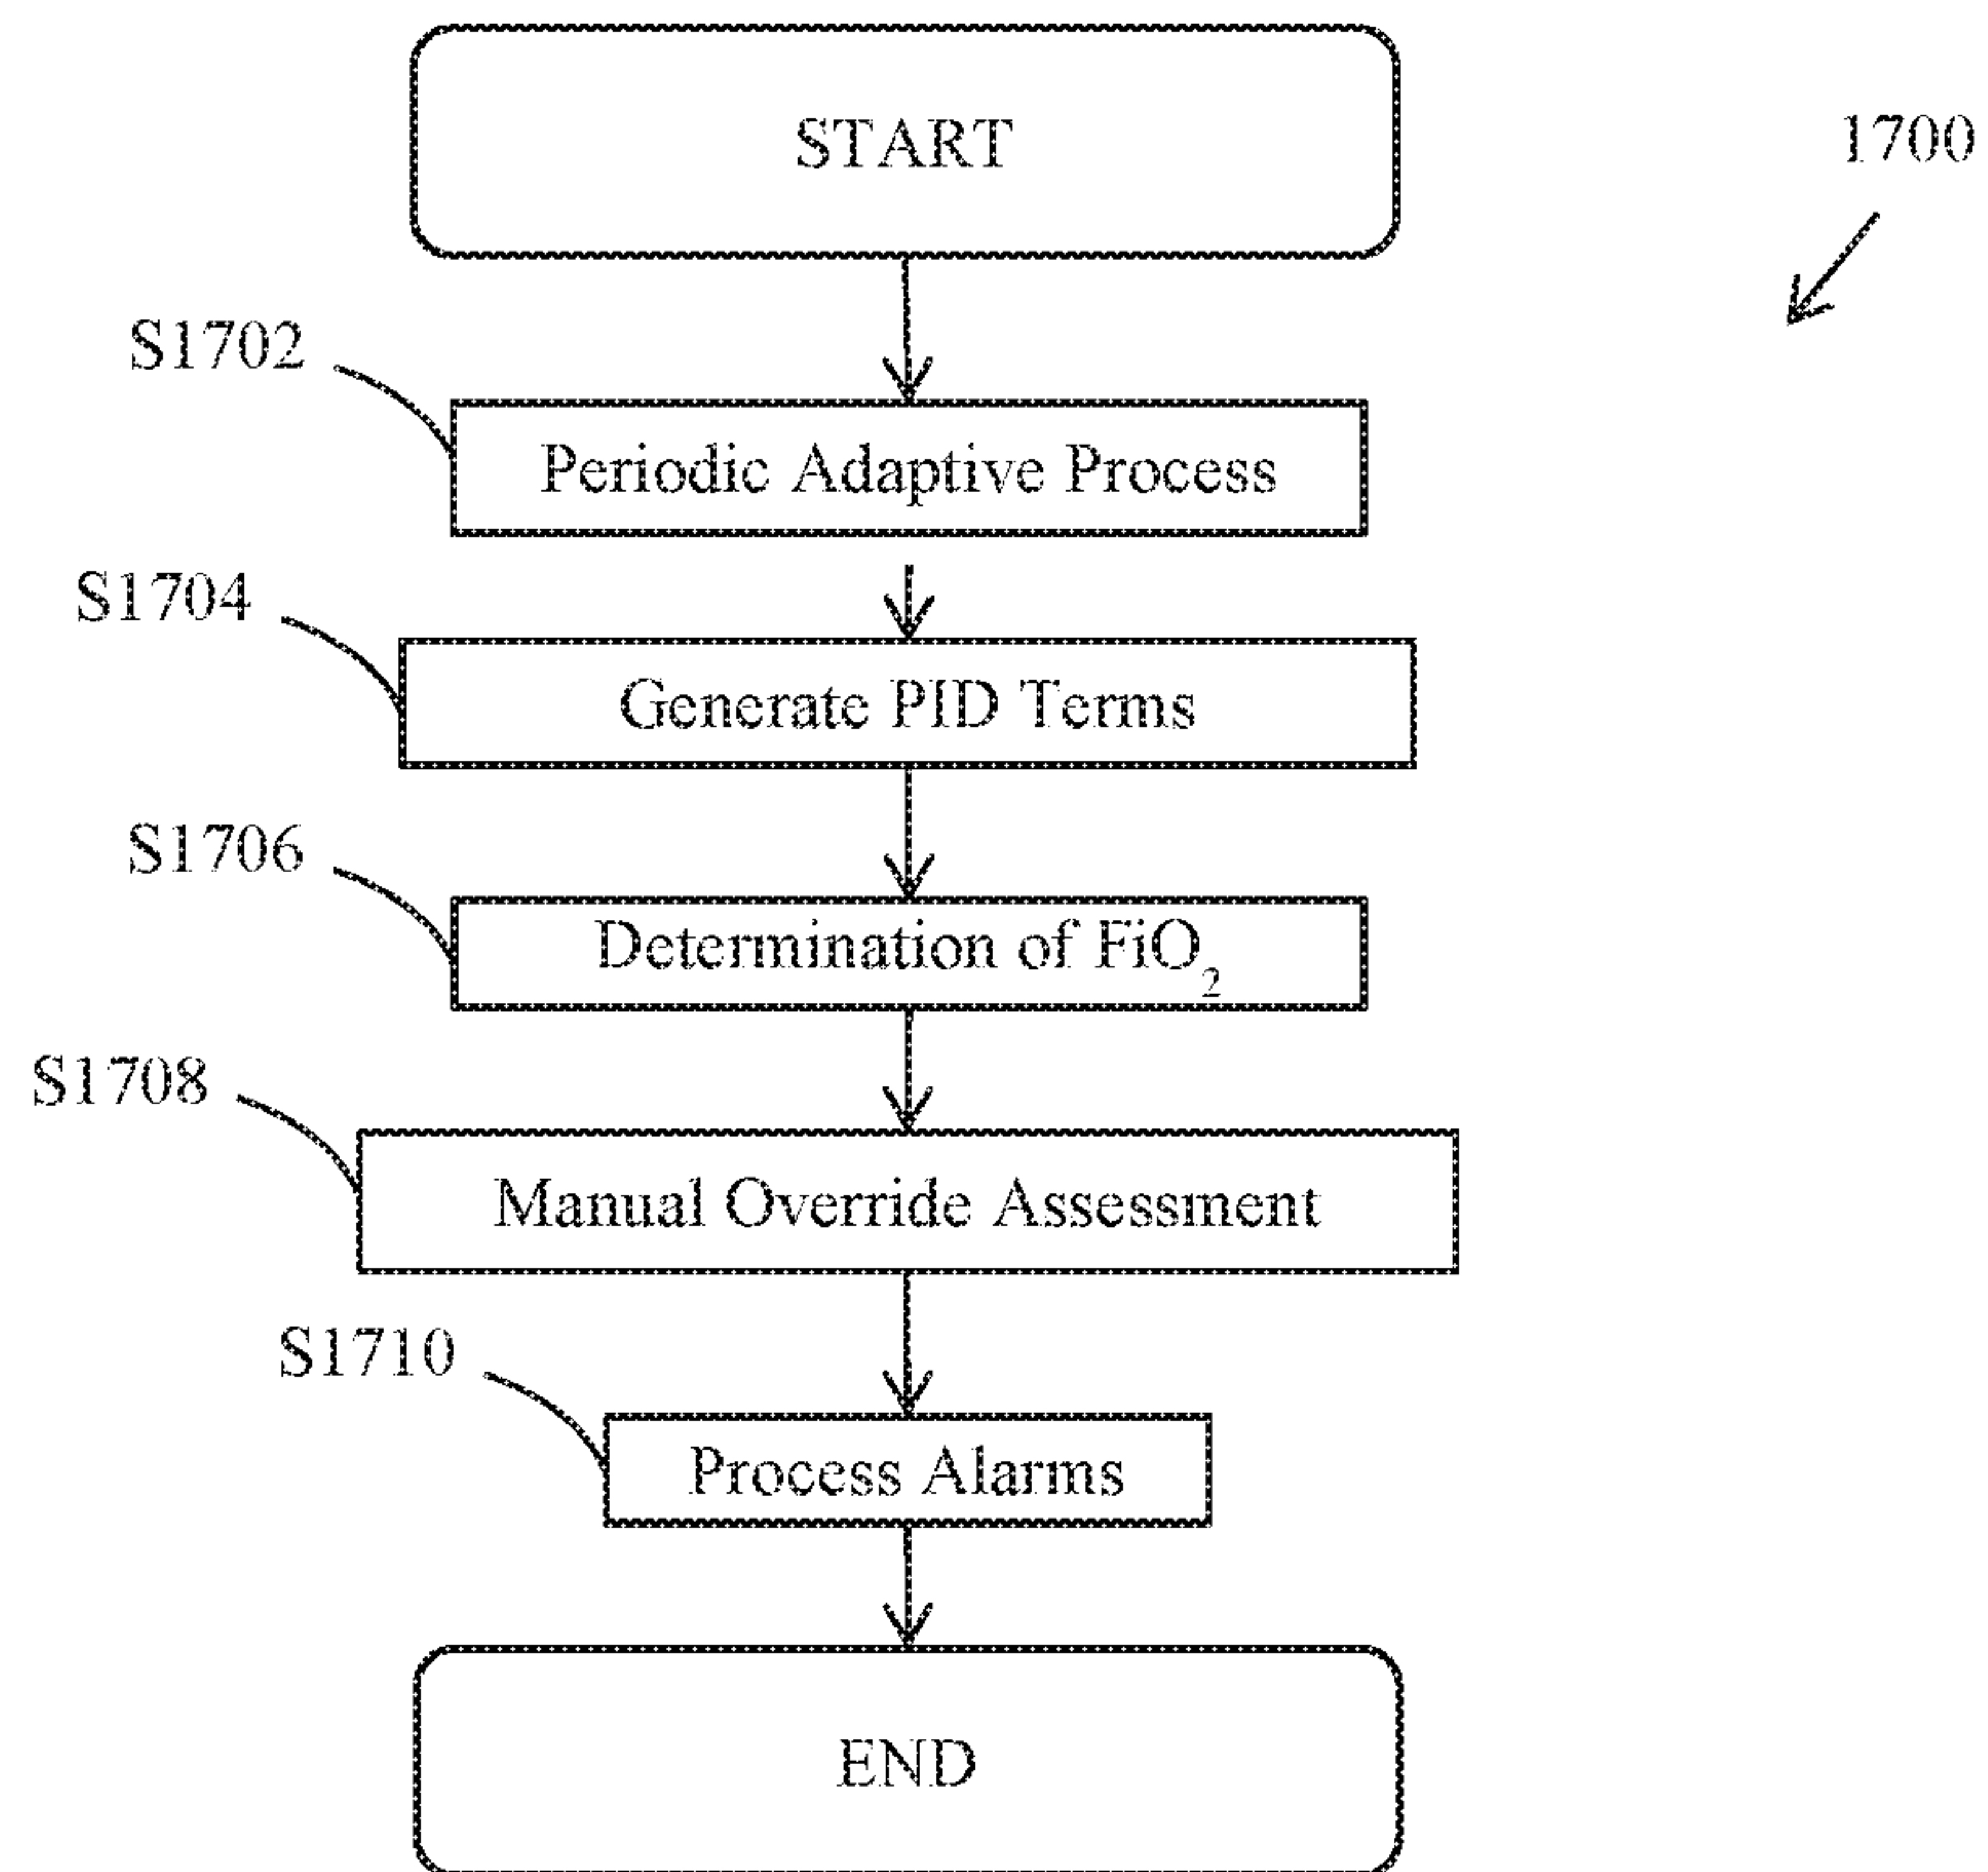 START
1700
S1702
Periodic Adaptive Process
S1704
Generate PID Terms
S1706
Determination of FiO₂
S1708
Manual Override Assessment
S1710
Process Alarms
END